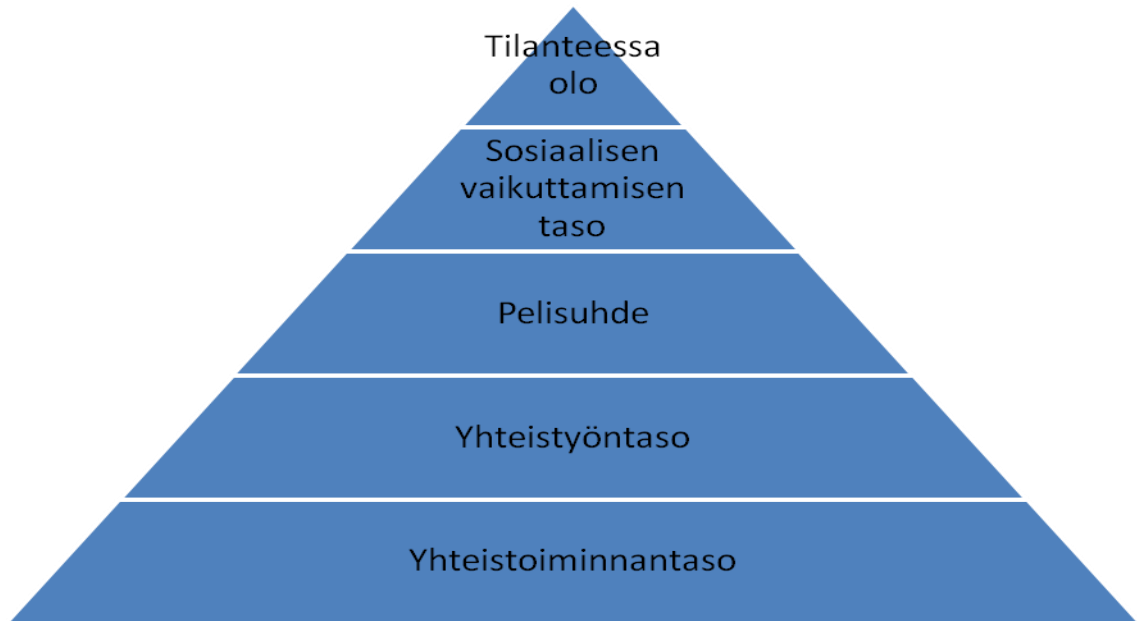 Tilanteessa
olo
Sosiaalisen
vaikuttamisen
taso
Pelisuhde
Yhteistyöntaso
Yhteistoiminnantaso